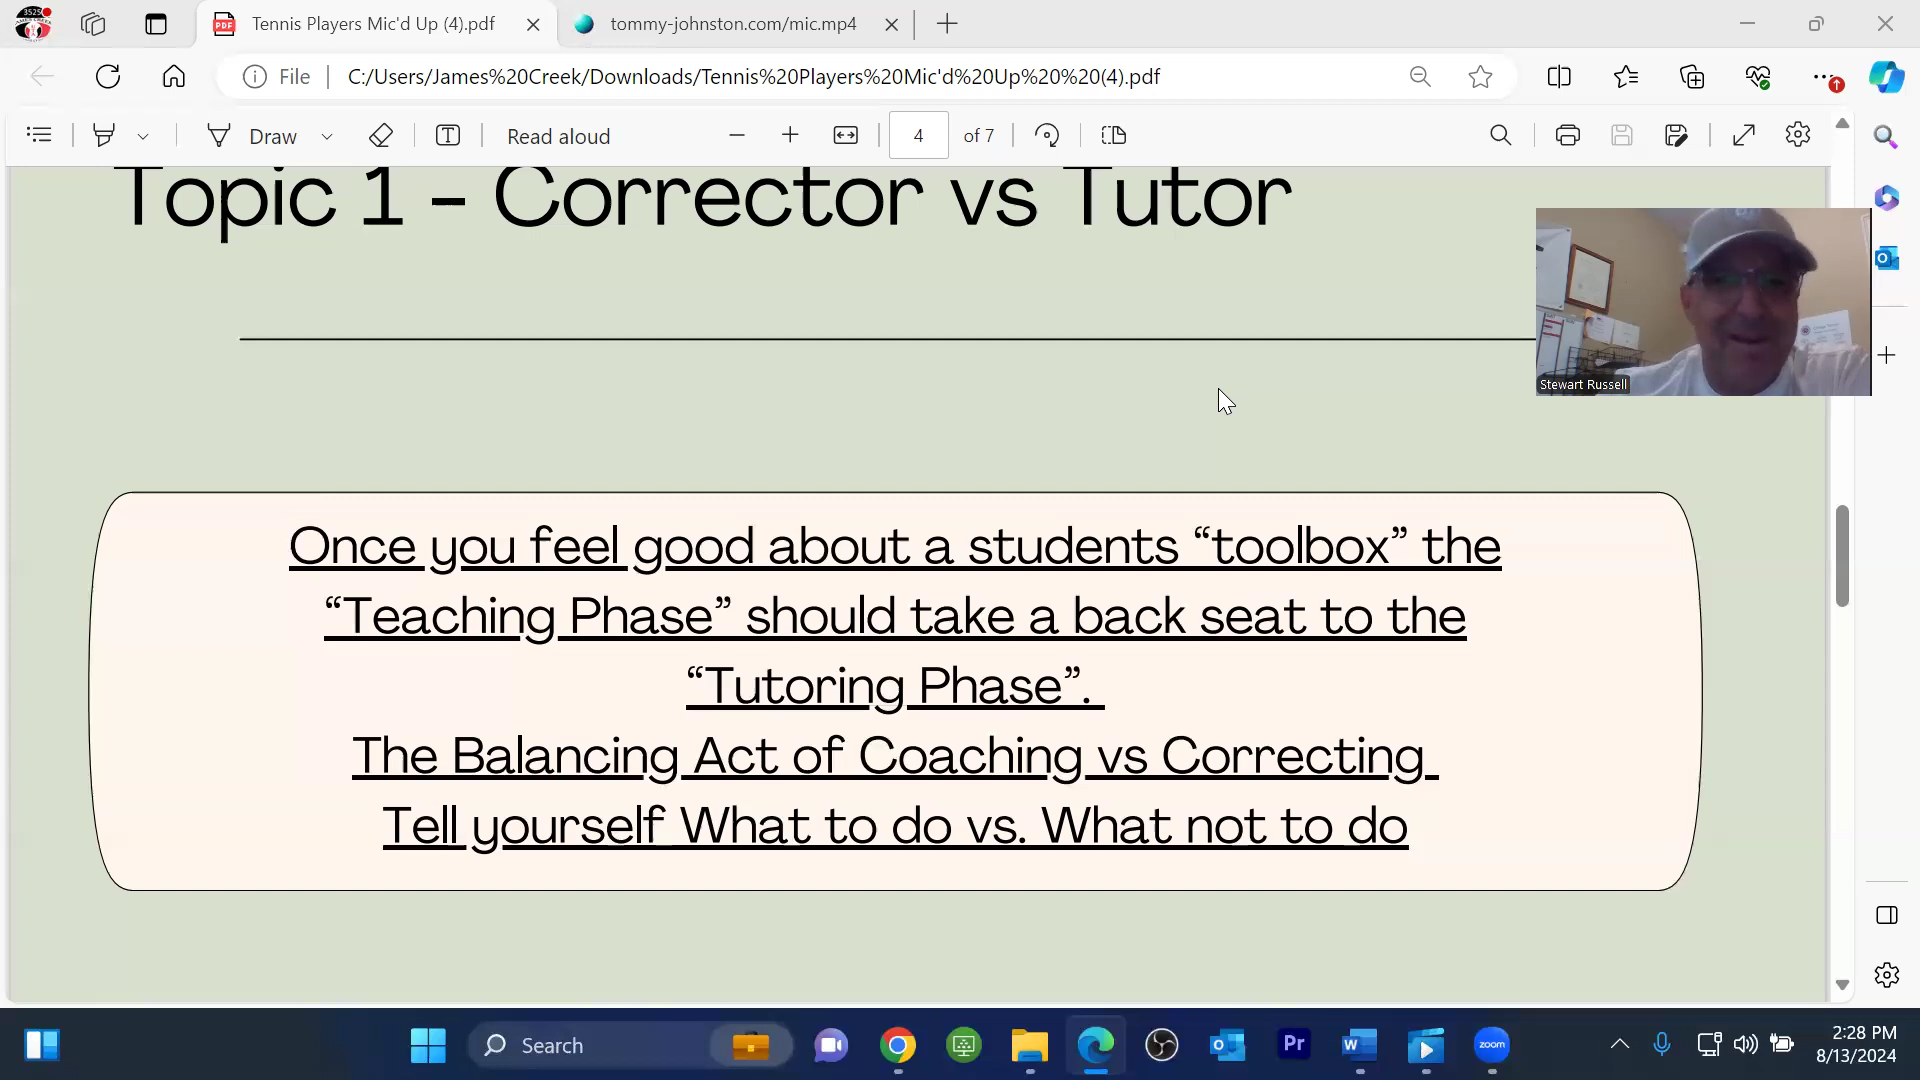 3525
Tennis Players Mic'd Up (4).pdf
tommy-johnston.com/mic.mp4
File
C:/Users/James%20Creek/Downloads/Tennis%20Players%20Mic'd%20Up%20%20(4).pdf
Draw
Read aloud
4
of 7
Topic 1 - Corrector vs Tutor
Stewart Russell
Once you feel good about a students “toolbox” the
“Teaching Phase” should take a back seat to the
“Tutoring Phase”.
The Balancing Act of Coaching vs Correcting
Tell yourself What to do vs. What not to do
Search
Pr
zoom
2:28 PM
8/13/2024